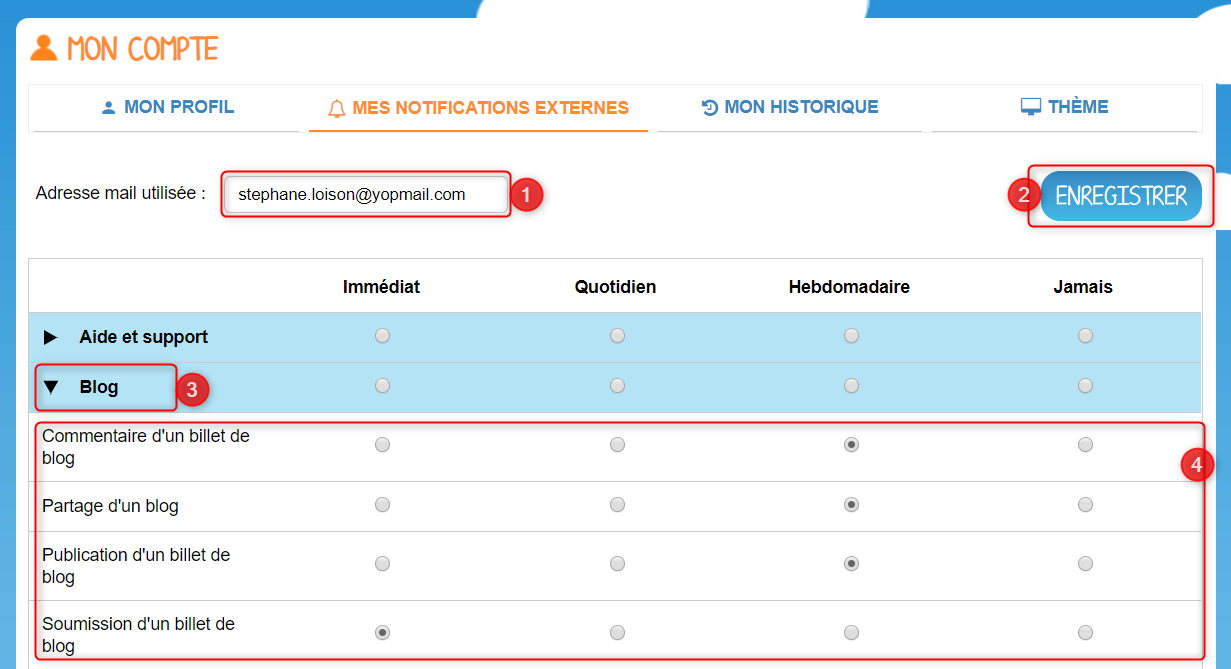 MON COMPTE
MON PROFIL
MES NOTIFICATIONS EXTERNES
MON HISTORIQUE
THÈME
Adresse mail utilisée :
stephane.loison@yopmail.com
1
2
ENREGISTRER
Immédiat
Quotidien
Hebdomadaire
Jamais
Aide et support
Blog
3
Commentaire d'un billet de
blog
4
Partage d'un blog
Publication d'un billet de
blog
Soumission d'un billet de
blog